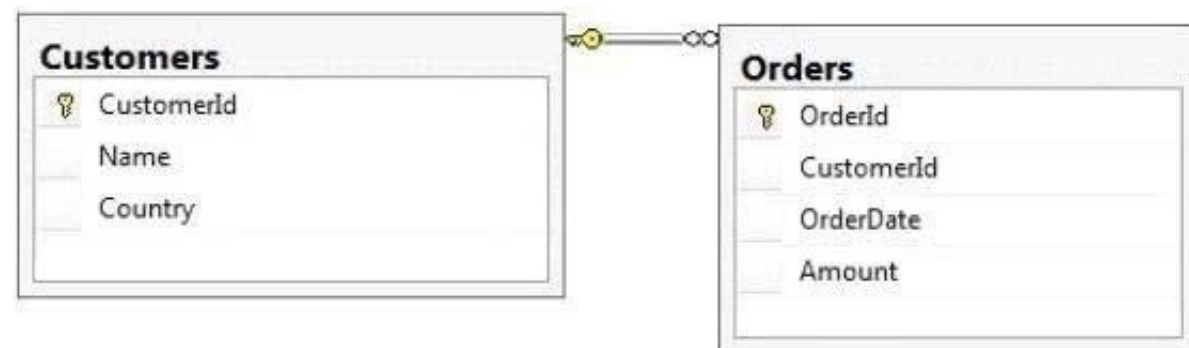 Customers
CustomerId
Name
Country
Orders
OrderId
CustomerId
OrderDate
Amount